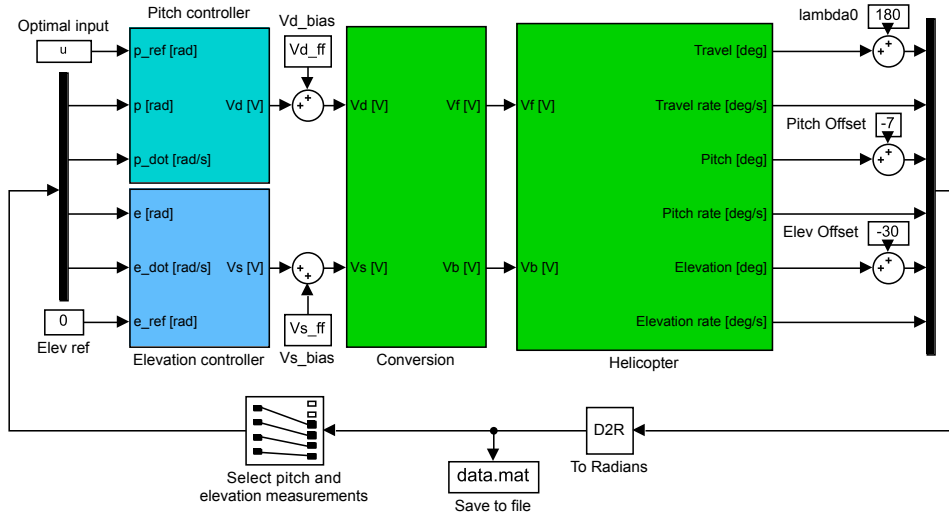 Pitch controller
Vd_bias
lambda0
180
Optimal input
u
p_ref [rad]
Vd_ff
Travel [deg]
+
+
p [rad]
Vd [V]
+
+
Vd [V]
Vf [V]
Vf [V]
Travel rate [deg/s]
Pitch Offset
-7
p_dot [rad/s]
Pitch [deg]
+
+
e [rad]
Pitch rate [deg/s]
Elev Offset
-30
e_dot [rad/s]
Vs [V]
+
+
Vs [V]
Vb [V]
Vb [V]
Elevation [deg]
+
+
0
e_ref [rad]
Vs_ff
Elevation rate [deg/s]
Elev ref
Elevation controller
Vs_bias
Conversion
Helicopter
D2R
To Radians
Select pitch and
elevation measurements
data.mat
Save to file